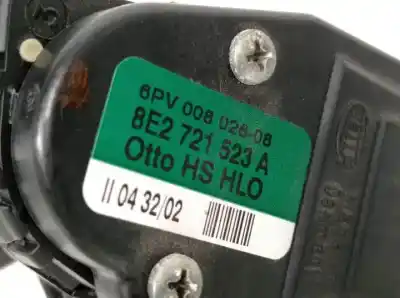 6PV 008 026-08
8E2 721 523 A
Otto HS HLO
II 04 32/02